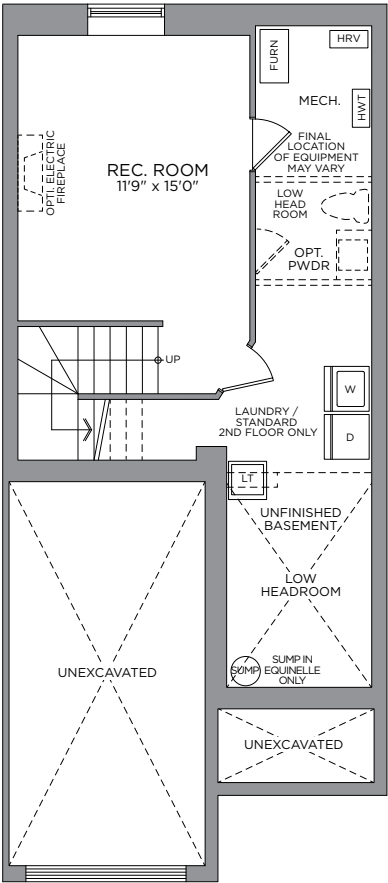 FURN
HRV
HWT
MECH.
FINAL
LOCATION
OF EQUIPMENT
MAY VARY
OPTI. ELECTRIC
FIREPLACE
REC. ROOM
11'9" x 15'0"
LOW
HEAD
ROOM
OPT.
PWDR
UP
W
D
LAUNDRY /
STANDARD
2ND FLOOR ONLY
LT
UNFINISHED
BASEMENT
LOW
HEADROOM
SUMP
SUMP IN
EQUINELLE
ONLY
UNEXCAVATED
UNEXCAVATED